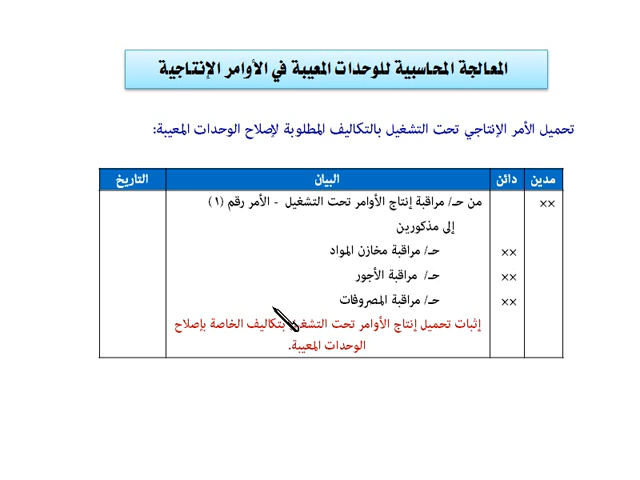 المعالجة المحاسبية للوحدات المعيبة في الأوامر الإنتاجية
تحميل الأمر الإنتاجي تحت التشغيل بالتكاليف المطلوبة لإصلاح الوحدات المعيبة:
مدين دائن البيان التاريخ
×× من حـ/ مراقبة إنتاج الأوامر تحت التشغيل - الأمر رقم (١)
إلى مذكورين
×× حـ/ مراقبة مخازن المواد
×× حـ/ مراقبة الأجور
×× حـ/ مراقبة المصروفات
إثبات تحميل إنتاج الأوامر تحت التشغيل بتكاليف الخاصة بإصلاح
الوحدات المعيبة.